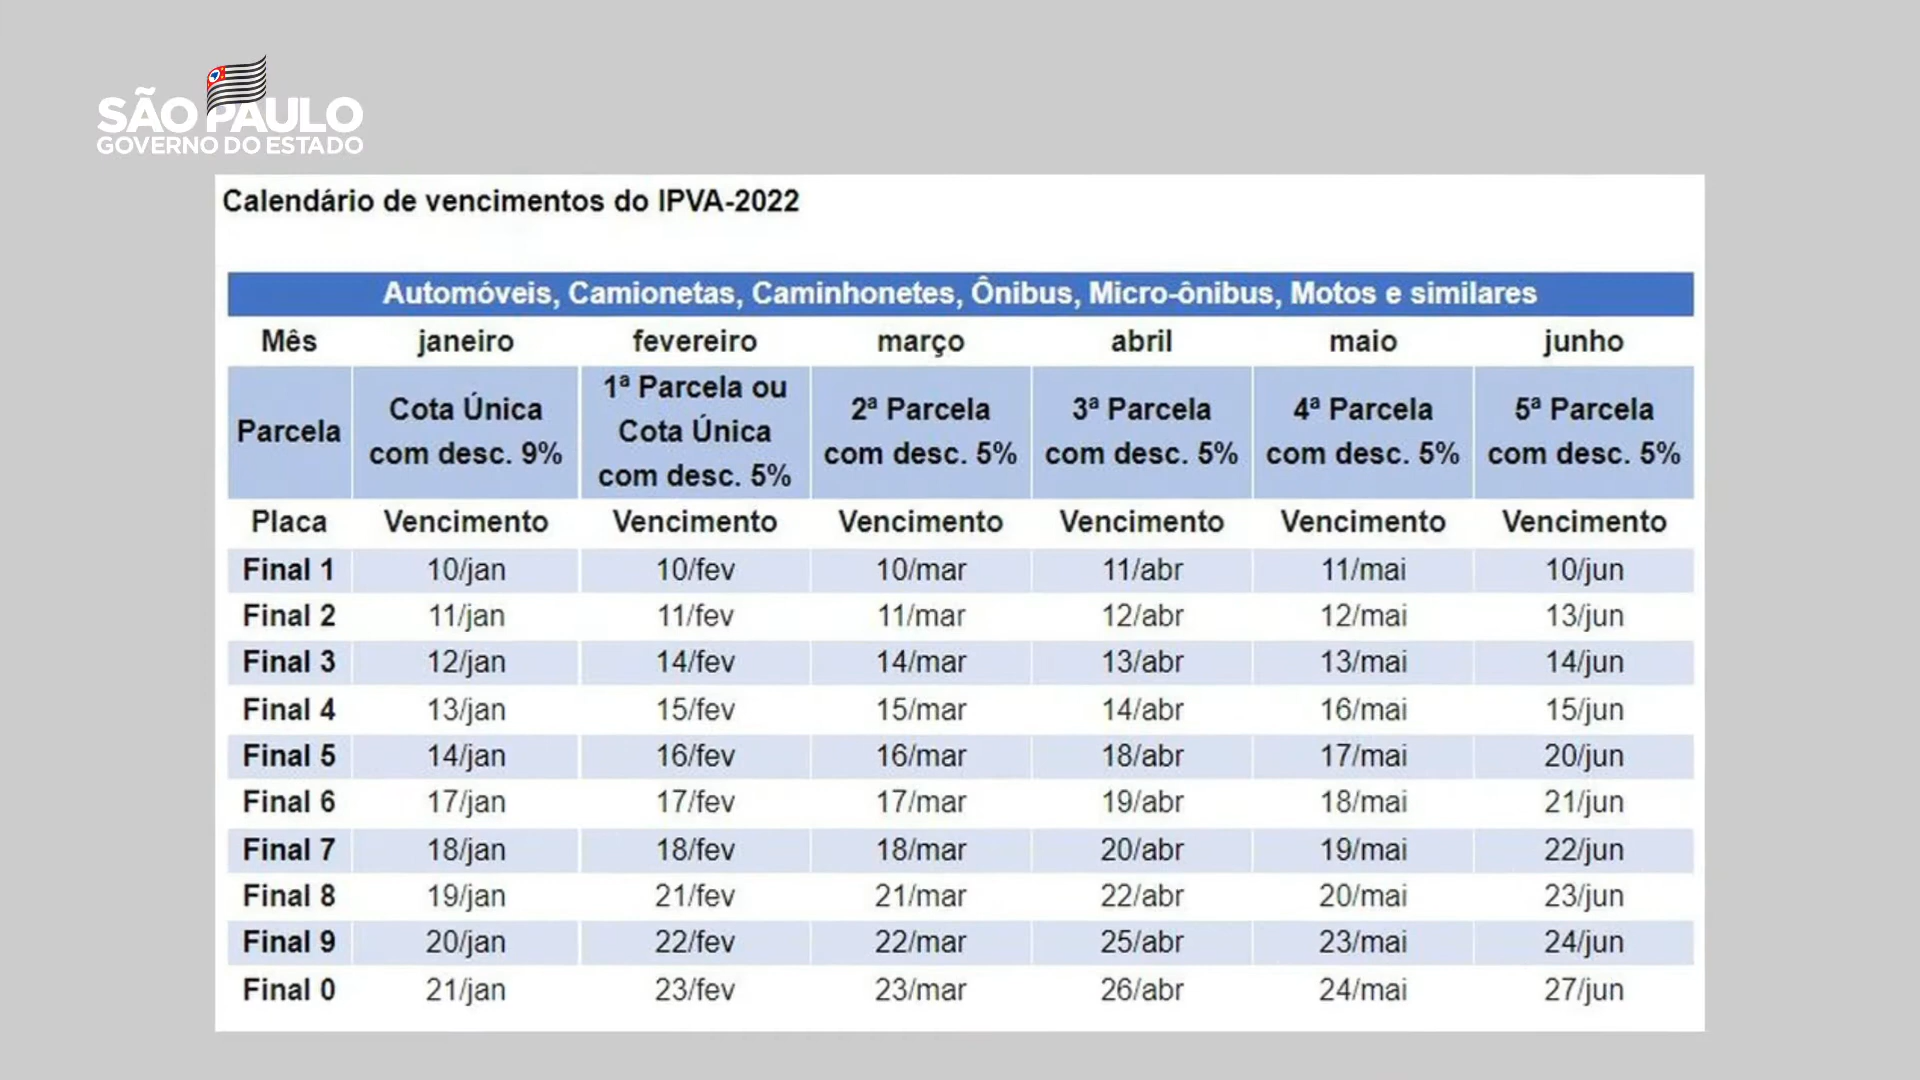 SÃO PAULO
GOVERNO DO ESTADO
Calendário de vencimentos do IPVA-2022
Automóveis, Camionetas, Caminhonetes, Ônibus, Micro-ônibus, Motos e similares
Mês janeiro fevereiro março abril maio junho
Parcela Cota Única com desc. 9% 1ª Parcela ou Cota Única com desc. 5% 2ª Parcela com desc. 5% 3ª Parcela com desc. 5% 4ª Parcela com desc. 5% 5ª Parcela com desc. 5%
Placa Vencimento Vencimento Vencimento Vencimento Vencimento Vencimento
Final 1 10/jan 10/fev 10/mar 11/abr 11/mai 10/jun
Final 2 11/jan 11/fev 11/mar 12/abr 12/mai 13/jun
Final 3 12/jan 14/fev 14/mar 13/abr 13/mai 14/jun
Final 4 13/jan 15/fev 15/mar 14/abr 16/mai 15/jun
Final 5 14/jan 16/fev 16/mar 18/abr 17/mai 20/jun
Final 6 17/jan 17/fev 17/mar 19/abr 18/mai 21/jun
Final 7 18/jan 18/fev 18/mar 20/abr 19/mai 22/jun
Final 8 19/jan 21/fev 21/mar 22/abr 20/mai 23/jun
Final 9 20/jan 22/fev 22/mar 25/abr 23/mai 24/jun
Final 0 21/jan 23/fev 23/mar 26/abr 24/mai 27/jun